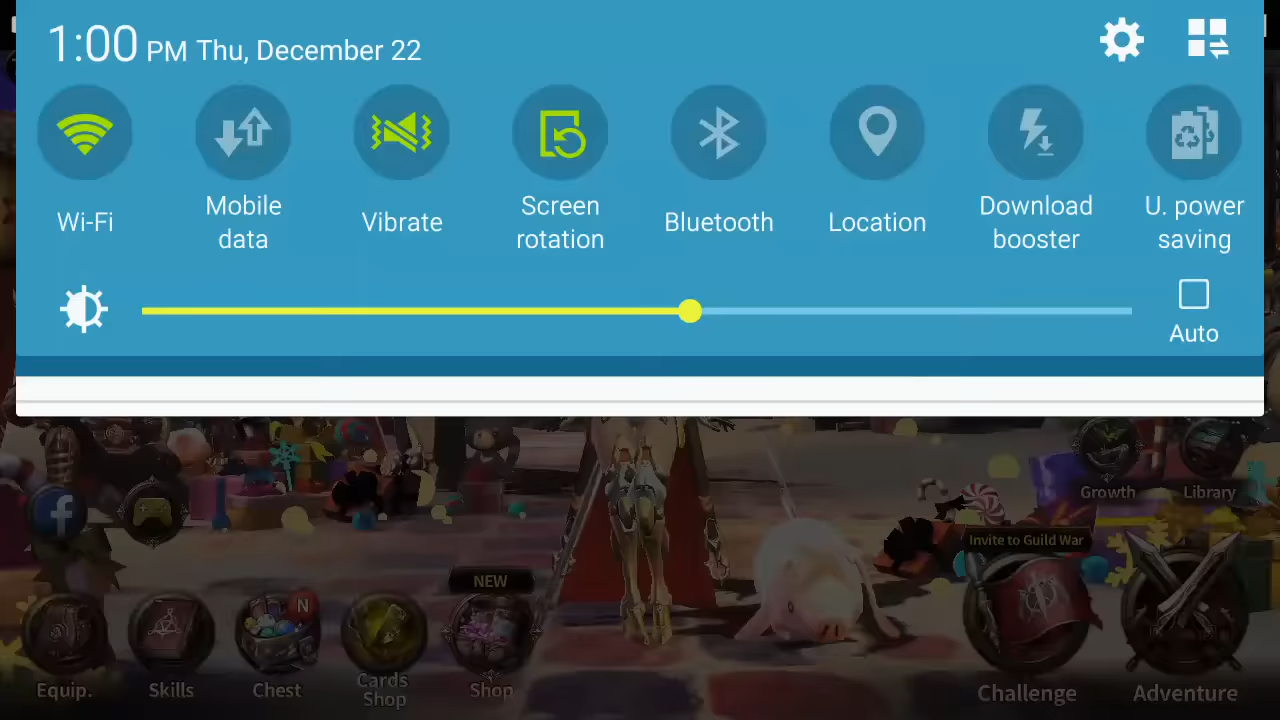 1:00 PM Thu, December 22
Wi-Fi
Mobile
data
Vibrate
Screen
rotation
Bluetooth
Location
Download
booster
U. power
saving
Auto
Growth
Library
Invite to Guild War
NEW
N
Equip.
Skills
Chest
Cards
Shop
Shop
Challenge
Adventure